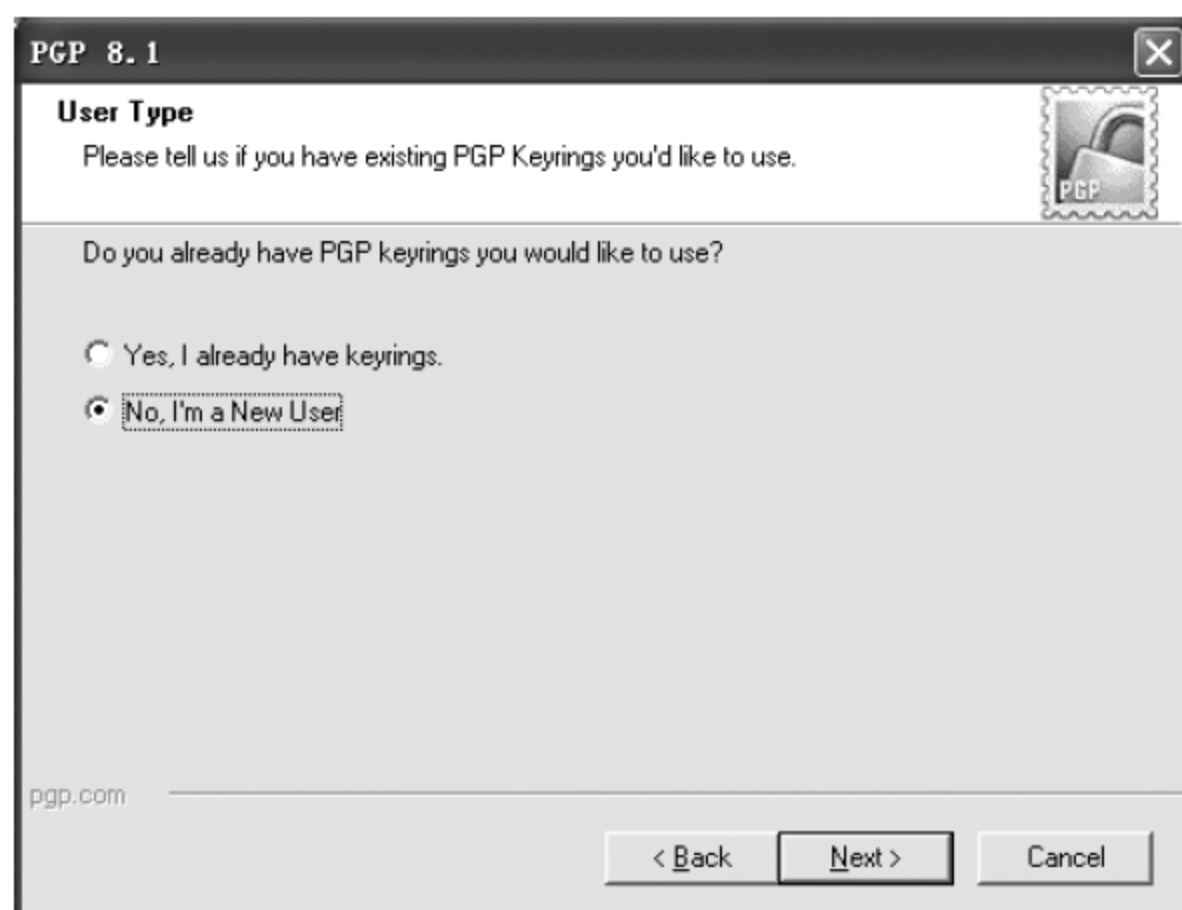 PGP 8.1
User Type
Please tell us if you have existing PGP Keyrings you'd like to use.
PGP
Do you already have PGP keyrings you would like to use?
Yes, I already have keyrings.
No, I'm a New User
pgp.com
< Back
Next >
Cancel